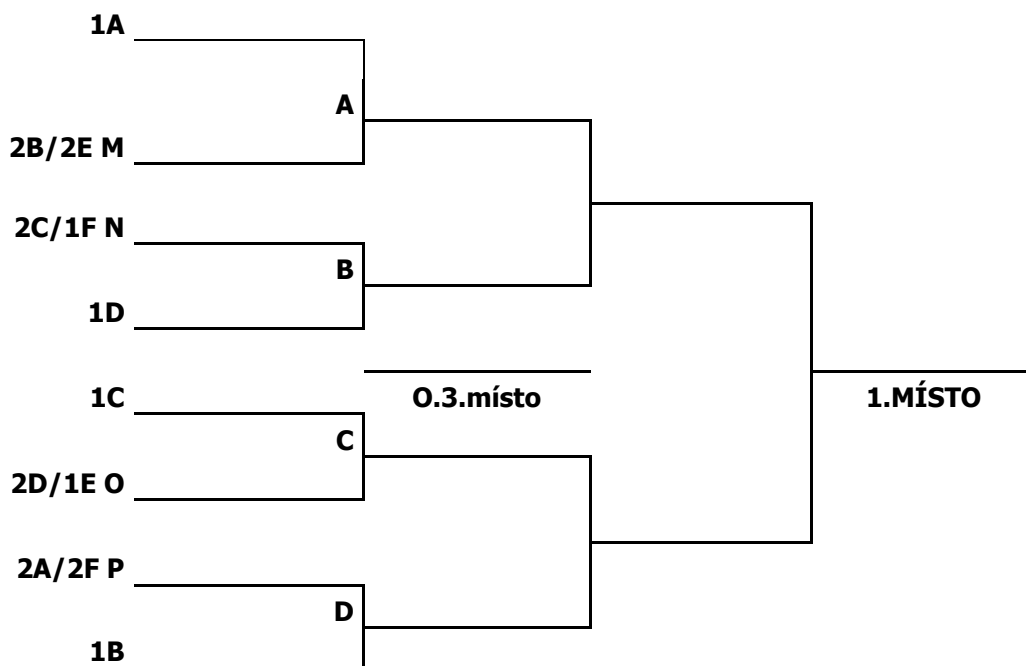 1A
A
2B/2E M
2C/1F N
B
1D
1C
O.3.místo
1.MÍSTO
C
2D/1E O
2A/2F P
D
1B